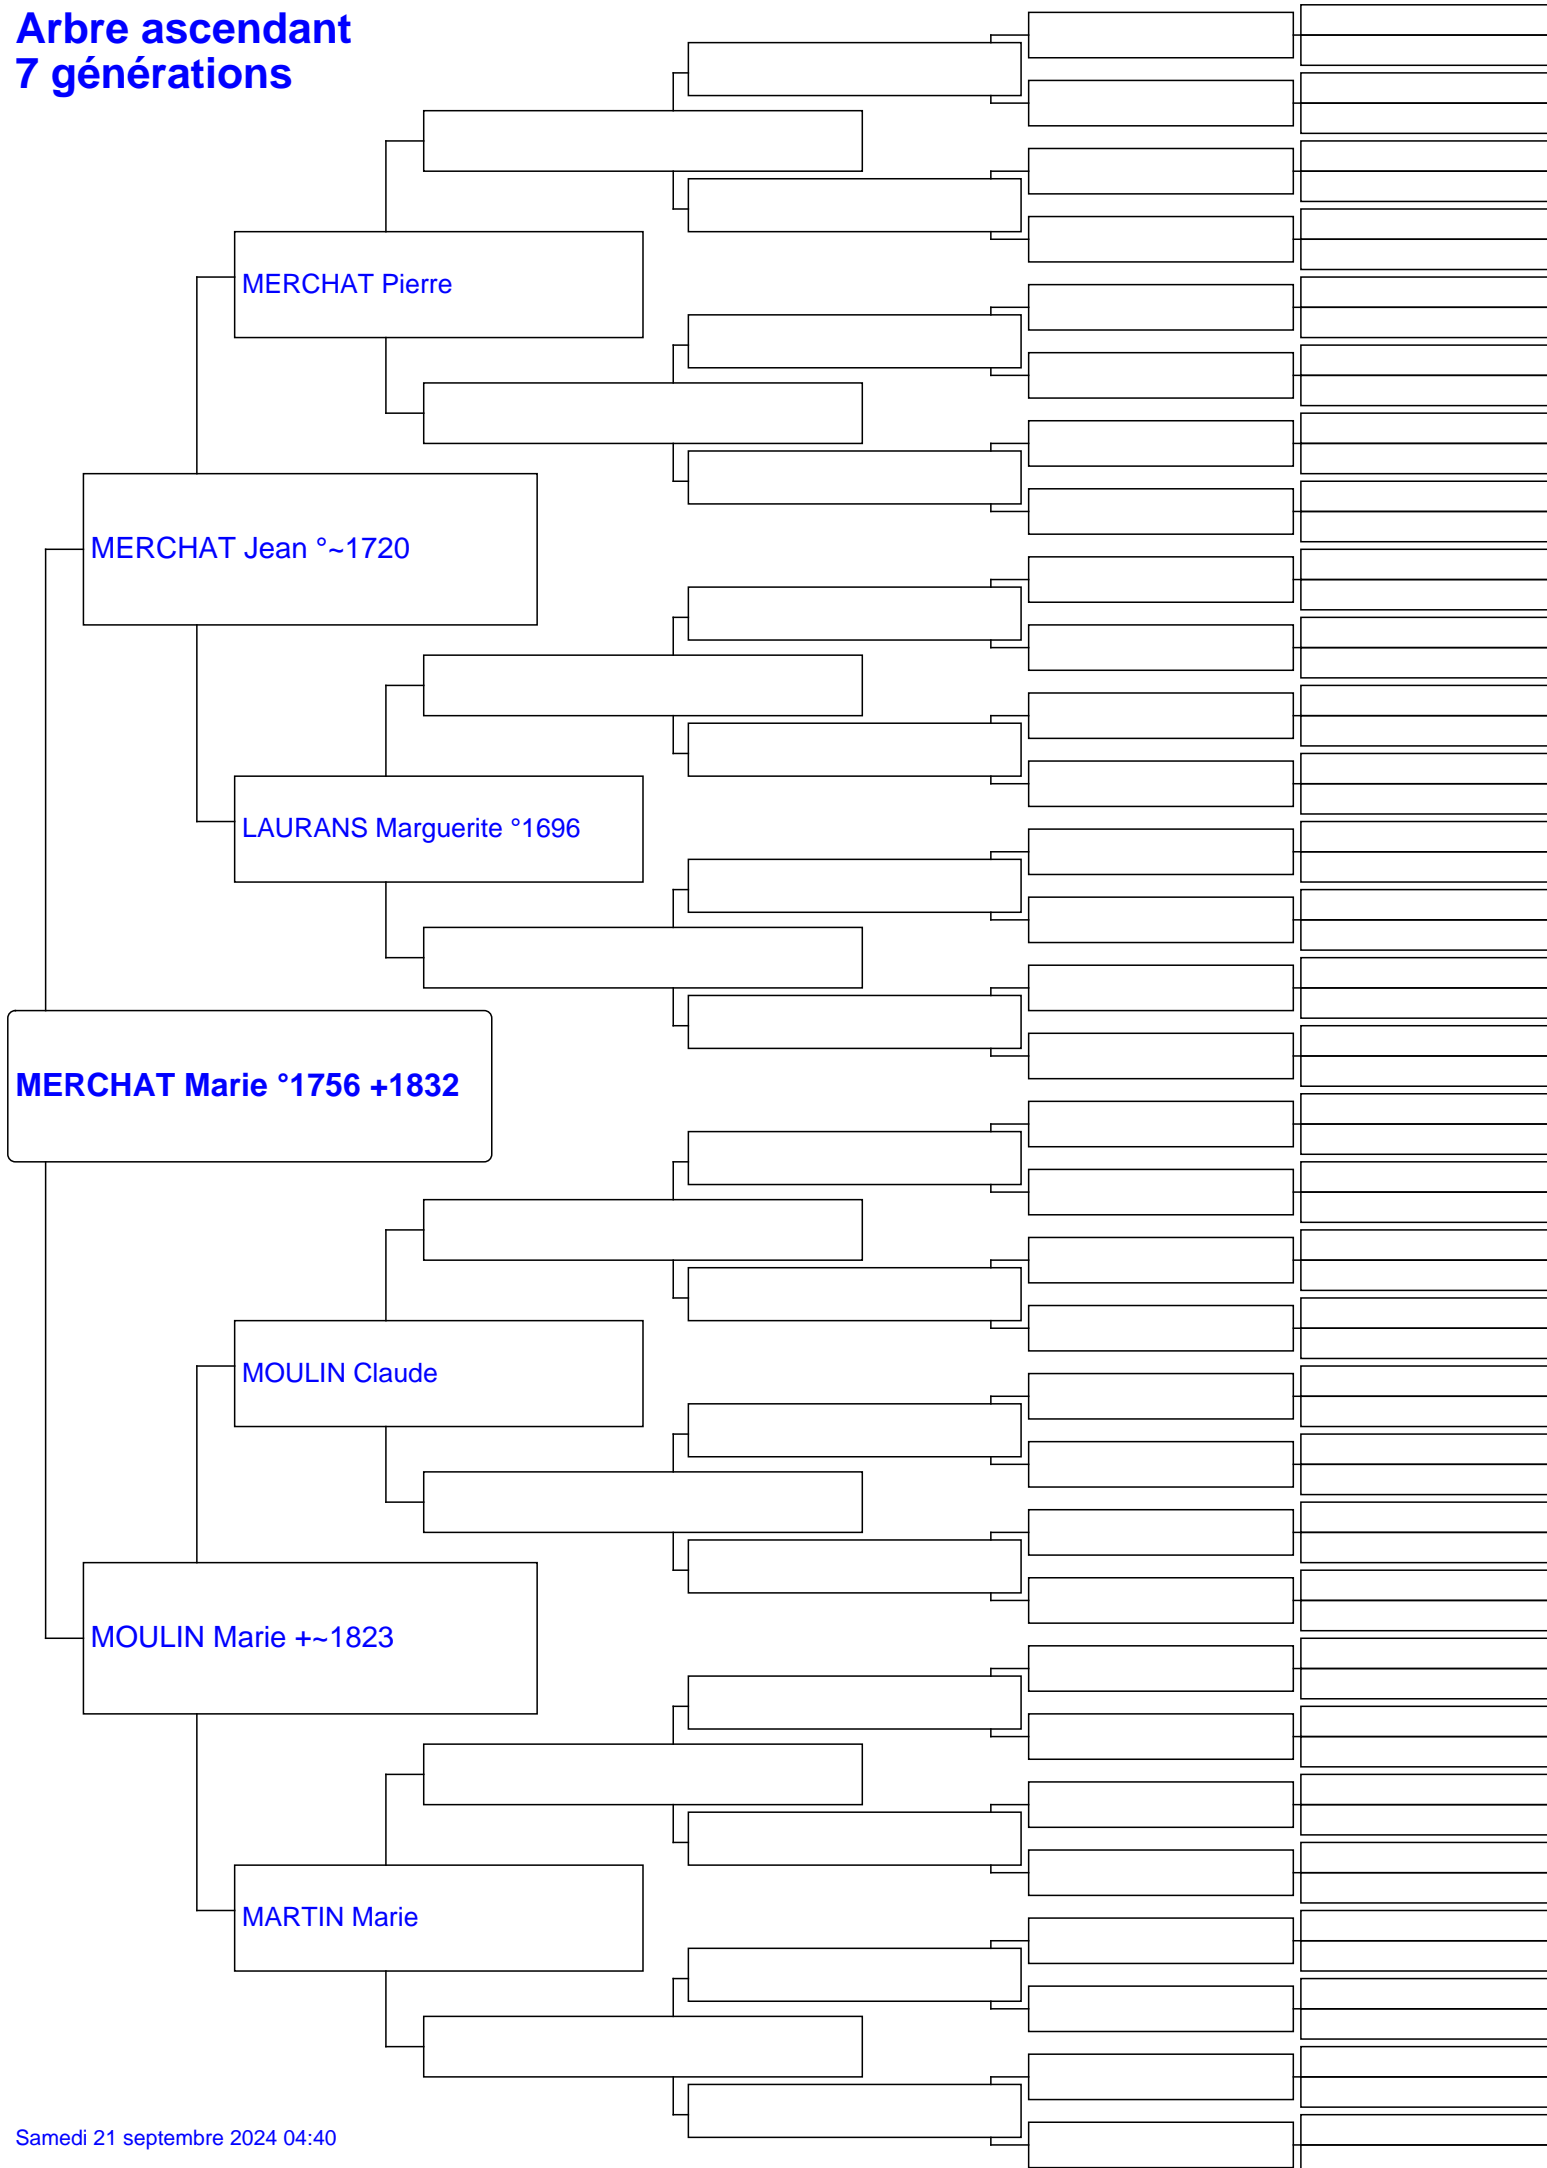 Arbre ascendant
7 générations
MERCHAT Pierre
MERCHAT Jean °~1720
LAURANS Marguerite °1696
MERCHAT Marie °1756 +1832
MOULIN Claude
MOULIN Marie +~1823
MARTIN Marie
Samedi 21 septembre 2024 04:40